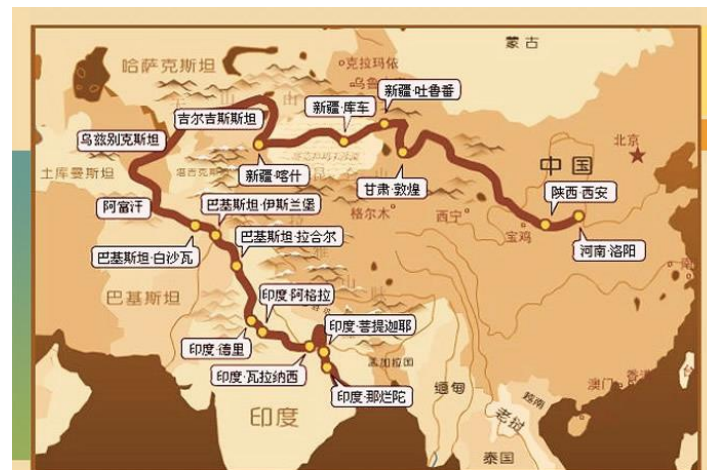 蒙古
哈萨克斯坦
克拉玛依
新疆·吐鲁番
新疆·库车
吉尔吉斯斯坦
乌兹别克斯坦
北京
中国
土库曼斯坦
新疆·喀什
甘肃·敦煌
陕西·西安
阿富汗
巴基斯坦·伊斯兰堡
格尔木
西宁
宝鸡
巴基斯坦·拉合尔
河南·洛阳
巴基斯坦·白沙瓦
巴基斯坦
印度·阿格拉
印度·菩提迦耶
印度·德里
孟加拉国
印度·瓦拉纳西
缅甸
澳门
印度·那烂陀
越南
印度
老挝
泰国